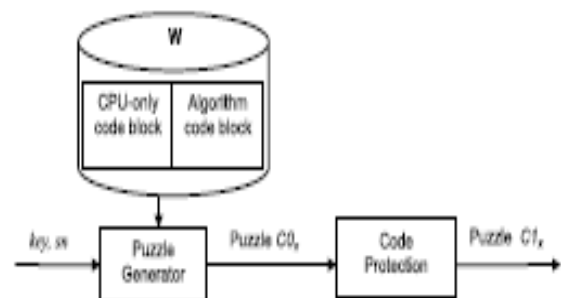 W
CPU-only Algorithm
code block code block
key, sn
Puzzle
Generator
Puzzle C0ₓ
Code
Protection
Puzzle C1ₓ